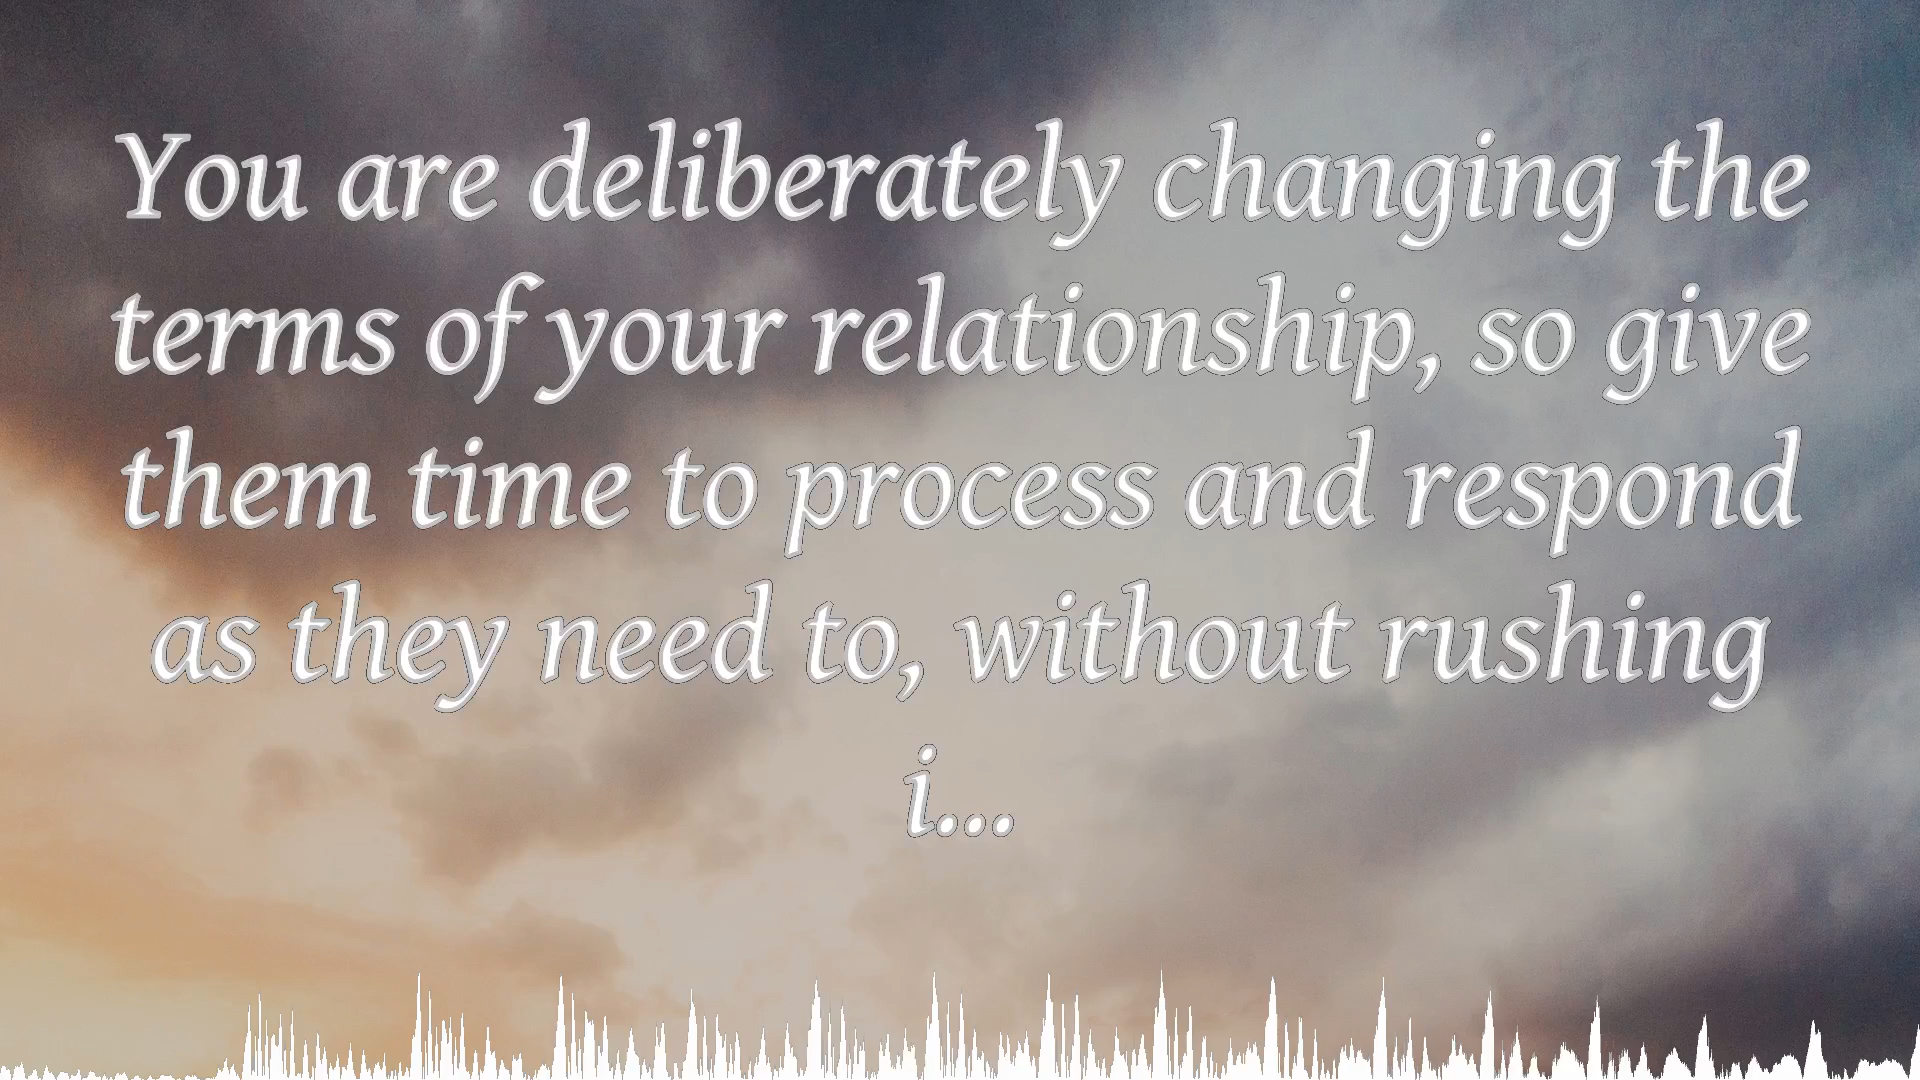 You are deliberately changing the
terms of your relationship, so give
them time to process and respond
as they need to, without rushing
i...